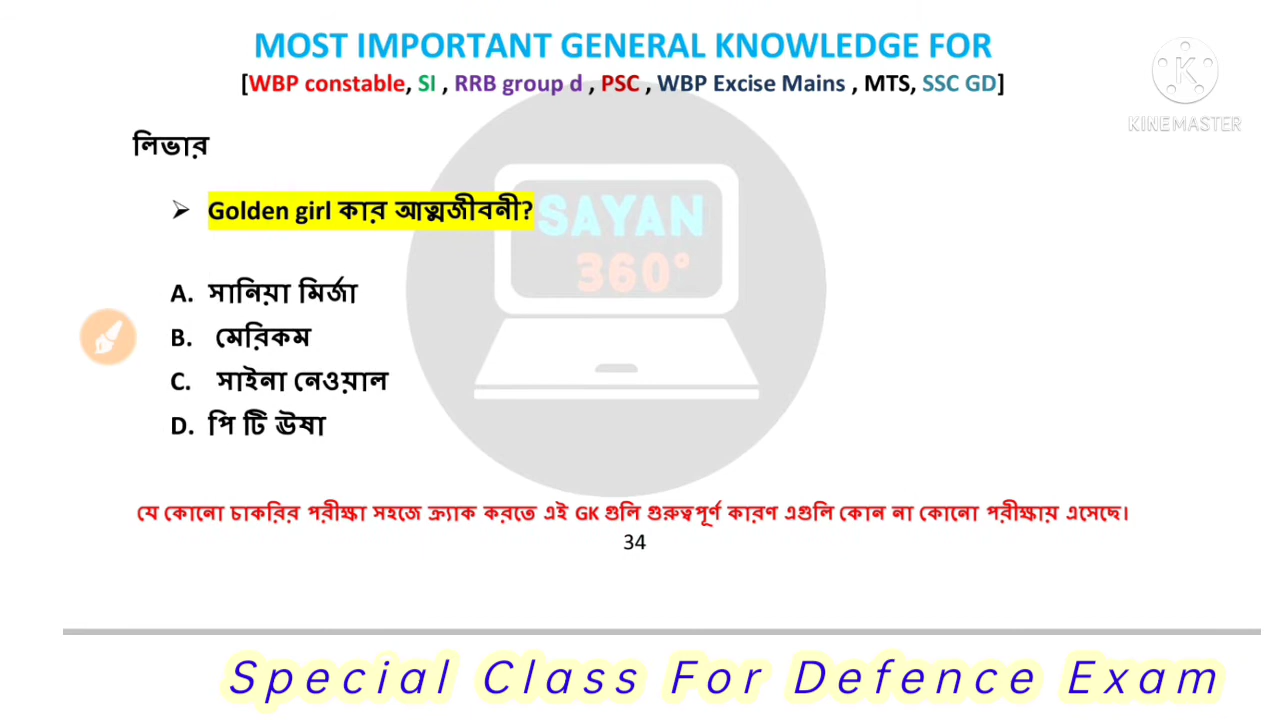 MOST IMPORTANT GENERAL KNOWLEDGE FOR
[WBP constable, SI , RRB group d , PSC , WBP Excise Mains , MTS, SSC GD]
KINEMASTER
লিভার
➢ Golden girl কার আত্মজীবনী?
SAYAN
360°
A. সানিয়া মির্জা
B. মেরিকম
C. সাইনা নেওয়াল
D. পি টি ঊষা
যে কোনো চাকরির পরীক্ষা সহজে ক্র্যাক করতে এই GK গুলি গুরুত্বপূর্ণ কারণ এগুলি কোন না কোনো পরীক্ষায় এসেছে।
34
Special Class For Defence Exam